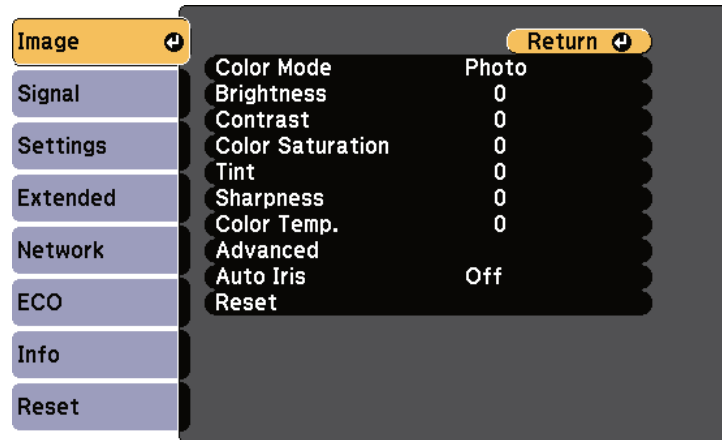 Image
Signal
Settings
Extended
Network
ECO
Info
Reset
Return
Color Mode Photo
Brightness 0
Contrast 0
Color Saturation 0
Tint 0
Sharpness 0
Color Temp. 0
Advanced
Auto Iris Off
Reset